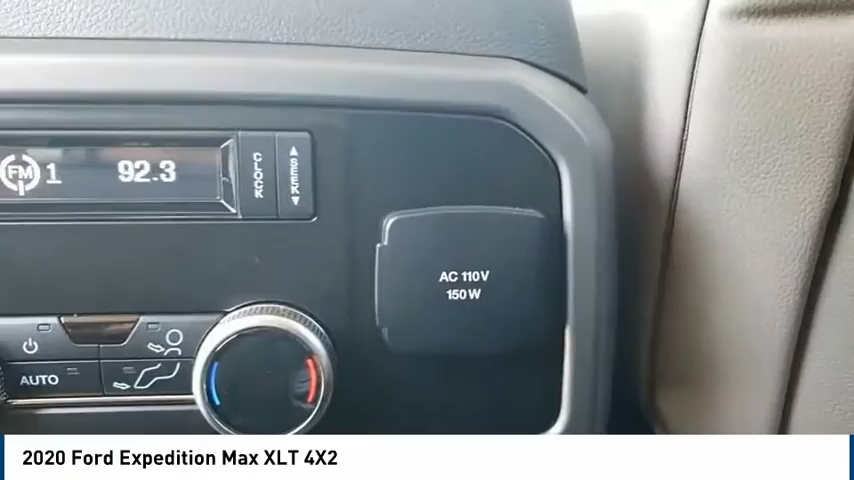 FM 1 92.3
CLOCK
SEEK
AC 110V
150W
AUTO
2020 Ford Expedition Max XLT 4X2